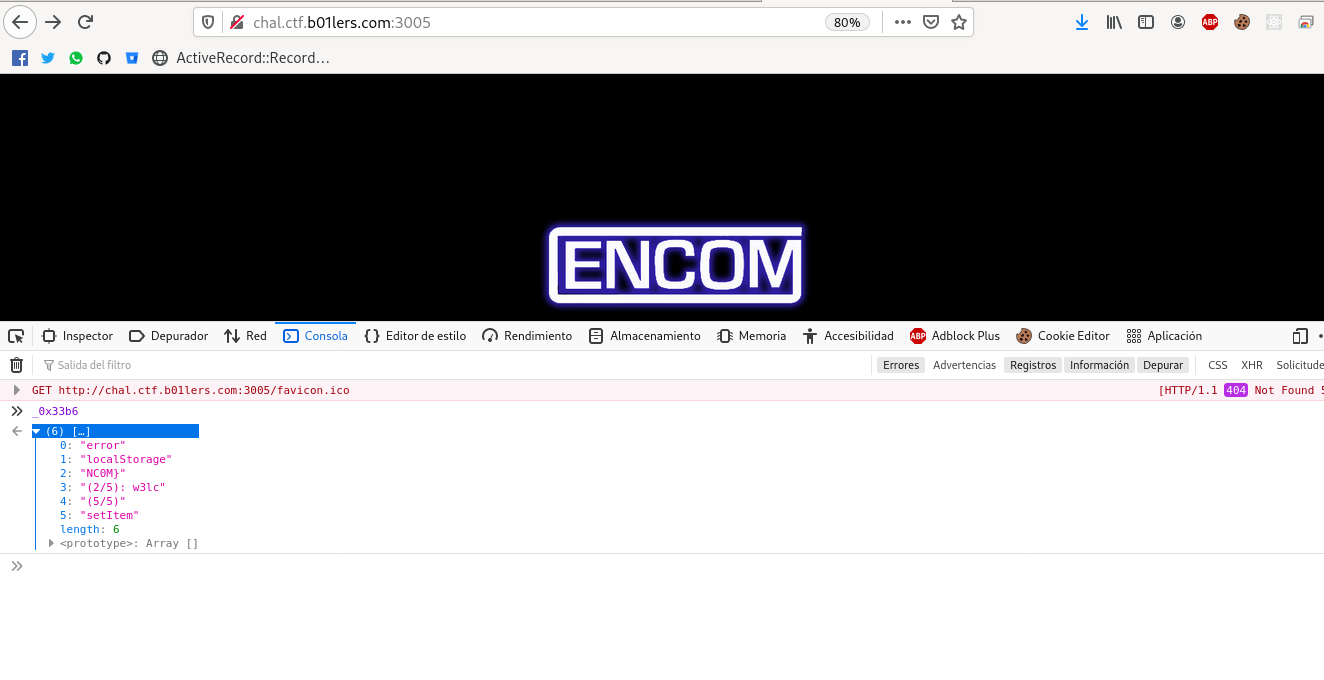 chal.ctf.b01lers.com:3005
80%
ABP
ActiveRecord::Record…
ENCOM
Inspector Depurador Red Consola {} Editor de estilo Rendimiento Almacenamiento Memoria Accesibilidad ABP Adblock Plus Cookie Editor Aplicación
Salida del filtro Errores Advertencias Registros Información Depurar CSS XHR Solicitude
GET http://chal.ctf.b01lers.com:3005/favicon.ico [HTTP/1.1 404 Not Found 5
_0x33b6
(6) […]
0: "error"
1: "localStorage"
2: "NC0M}"
3: "(2/5): w3lc"
4: "(5/5)"
5: "setItem"
length: 6
<prototype>: Array []